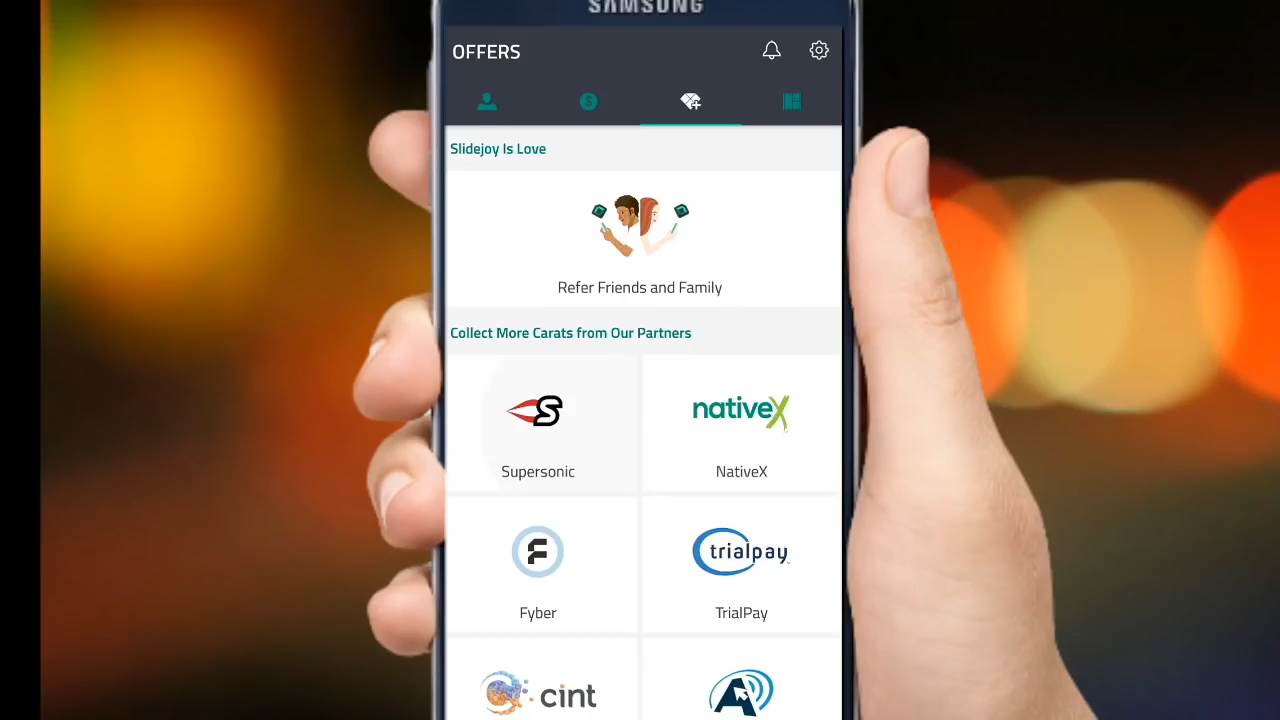 SAMSUNG
OFFERS
Slidejoy Is Love
Refer Friends and Family
Collect More Carats from Our Partners
S
nativeX
Supersonic
NativeX
F
trialpay
Fyber
TrialPay
cint
A